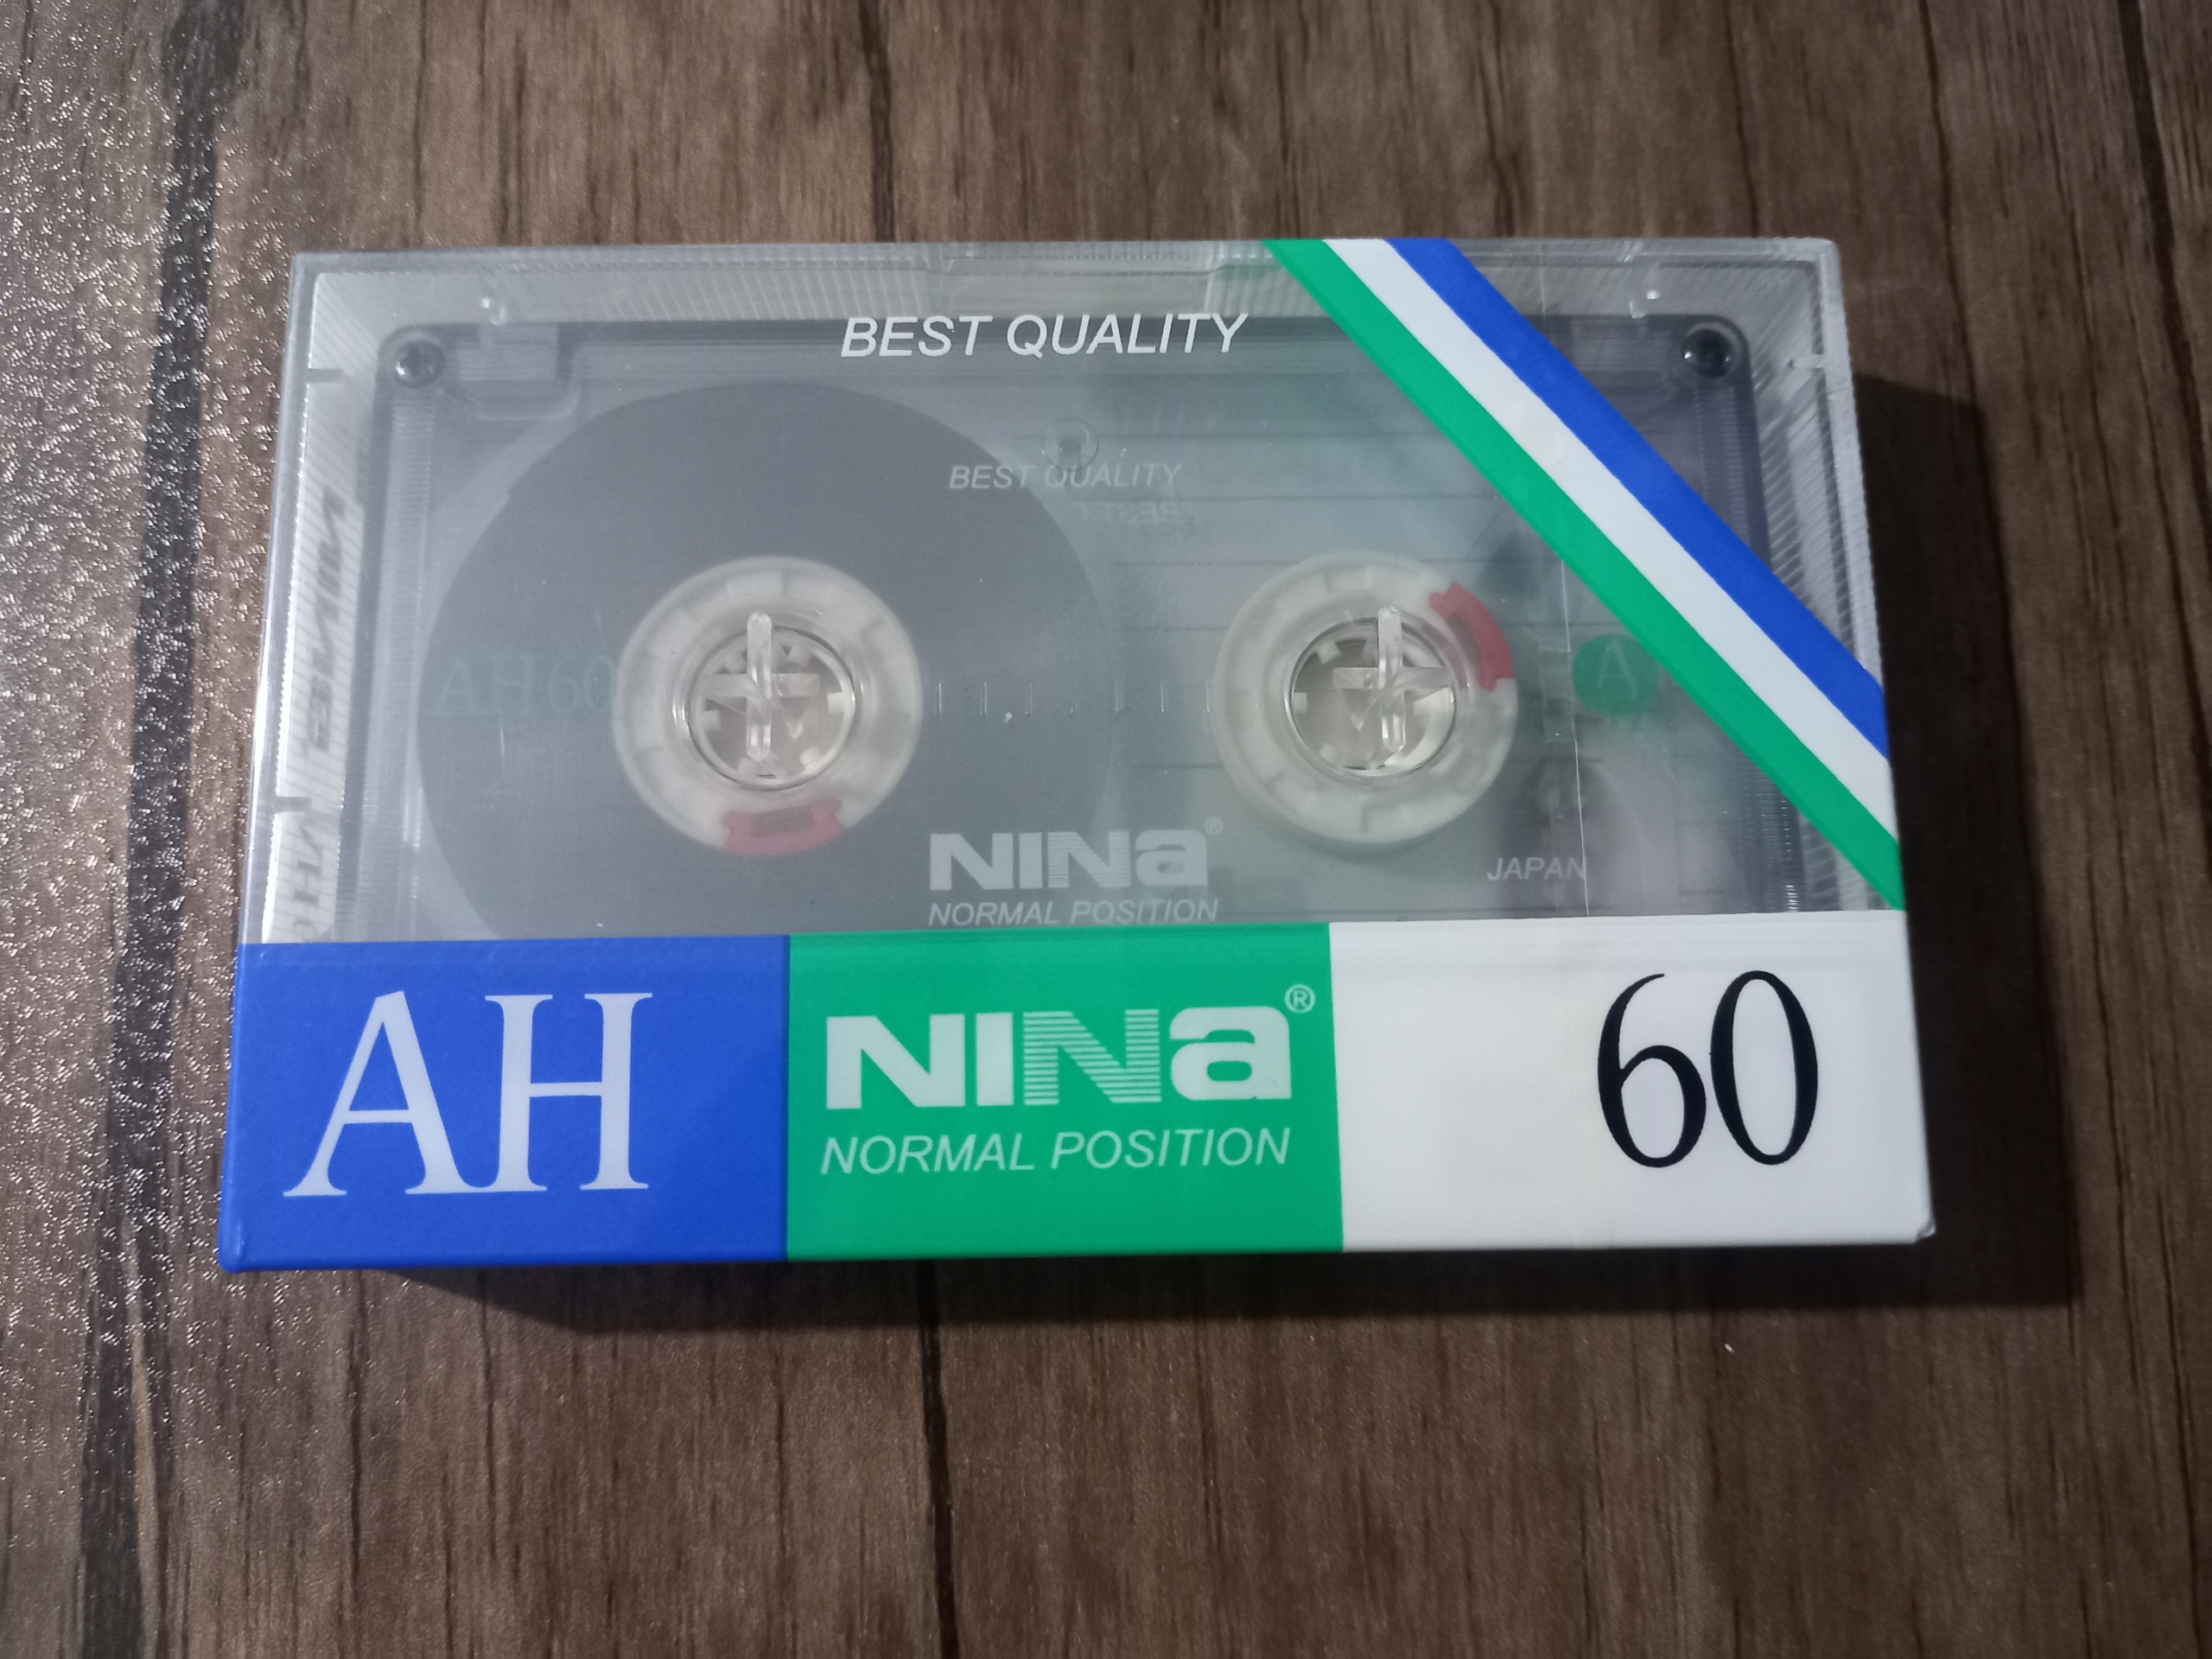 BEST QUALITY
BEST QUALITY
AH60
A
NINa®
JAPAN
NORMAL POSITION
AH
NINa®
NORMAL POSITION
60